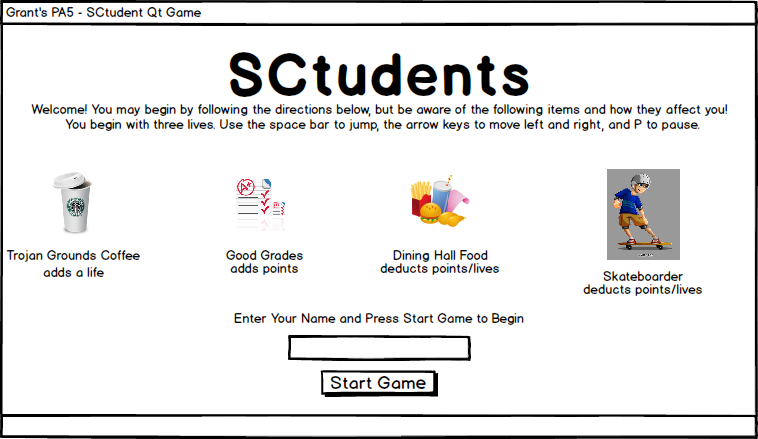 Grant's PA5 - SCtudent Qt Game
SCtudents
Welcome! You may begin by following the directions below, but be aware of the following items and how they affect you!
You begin with three lives. Use the space bar to jump, the arrow keys to move left and right, and P to pause.
A+
Trojan Grounds Coffee
adds a life
Good Grades
adds points
Dining Hall Food
deducts points/lives
Skateboarder
deducts points/lives
Enter Your Name and Press Start Game to Begin
Start Game